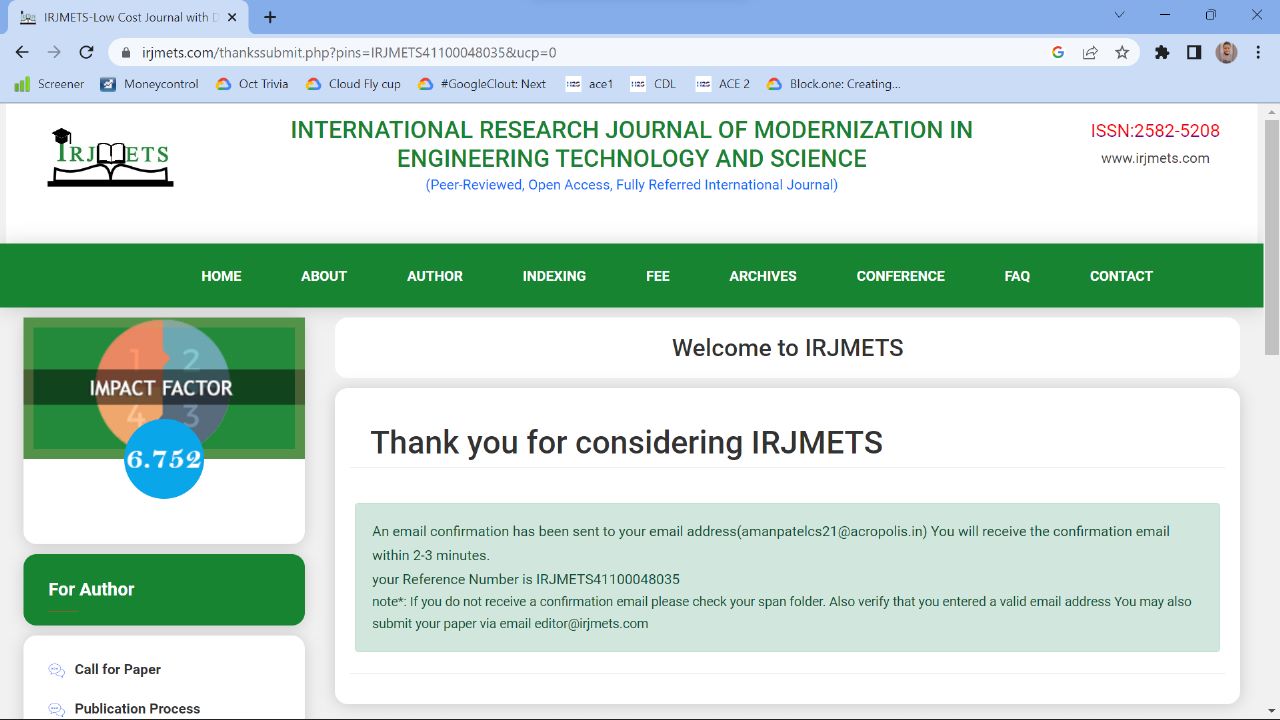 IRJMETS-Low Cost Journal with D
irjmets.com/thankssubmit.php?pins=IRJMETS41100048035&ucp=0
Screener Moneycontrol Oct Trivia Cloud Fly cup #GoogleClout: Next ace1 CDL ACE 2 Block.one: Creating...
IRJMETS
INTERNATIONAL RESEARCH JOURNAL OF MODERNIZATION IN
ENGINEERING TECHNOLOGY AND SCIENCE
(Peer-Reviewed, Open Access, Fully Referred International Journal)
ISSN:2582-5208
www.irjmets.com
HOME ABOUT AUTHOR INDEXING FEE ARCHIVES CONFERENCE FAQ CONTACT
1 2
IMPACT FACTOR
4 3
6.752
Welcome to IRJMETS
Thank you for considering IRJMETS
An email confirmation has been sent to your email address(amanpatelcs21@acropolis.in) You will receive the confirmation email
within 2-3 minutes.
your Reference Number is IRJMETS41100048035
note*: If you do not receive a confirmation email please check your span folder. Also verify that you entered a valid email address You may also
submit your paper via email editor@irjmets.com
For Author
Call for Paper
Publication Process